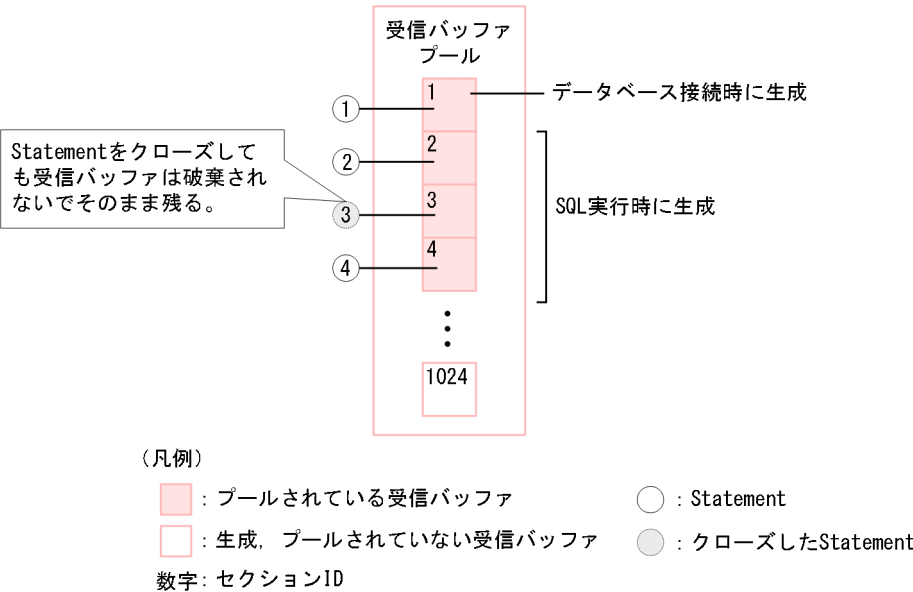 受信バッファ
プール
1
データベース接続時に生成
①
2
②
Statementをクローズして
も受信バッファは破棄され
ないでそのまま残る。
3
③
SQL実行時に生成
4
④
1024
(凡例)
：プールされている受信バッファ
：Statement
：生成，プールされていない受信バッファ
：クローズしたStatement
数字：セクションID